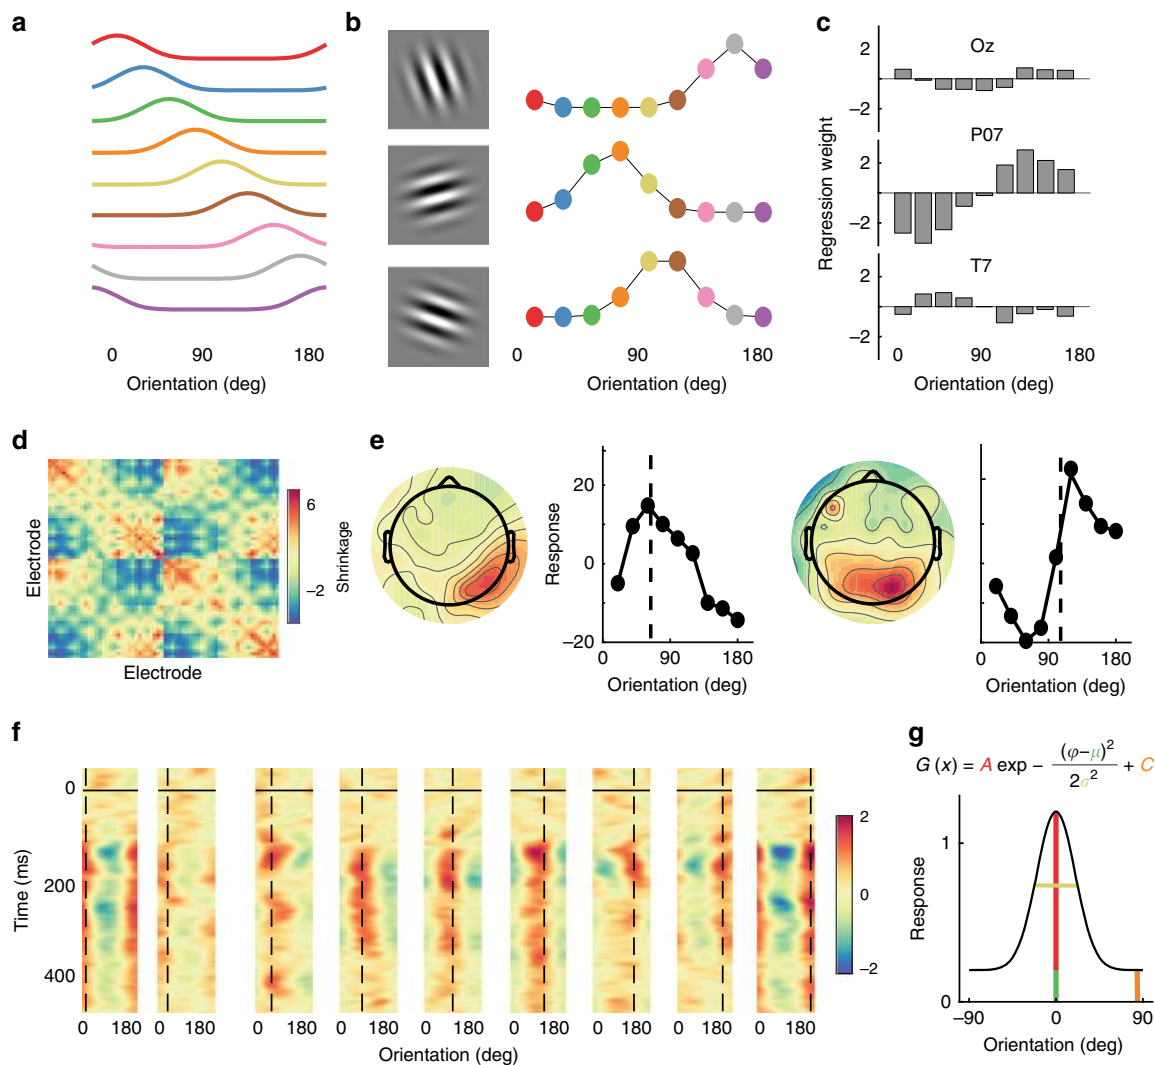 a
0 90 180
Orientation (deg)
b
0 90 180
Orientation (deg)
c
Regression weight
Oz
2
−2
P07
2
−2
T7
2
−2
0 90 180
Orientation (deg)
d
Electrode
Electrode
6
−2
Shrinkage
e
Response
20
0
−20
0 90 180
Orientation (deg)
0 90 180
Orientation (deg)
f
Time (ms)
0
200
400
0 180 0 180 0 180 0 180 0 180 0 180 0 180 0 180 0 180
Orientation (deg)
2
0
−2
g
G (x) = A exp − (φ−μ)² / 2σ² + C
Response
1
0
−90 0 90
Orientation (deg)